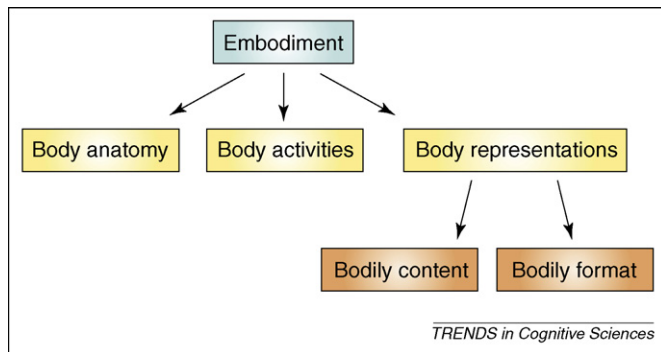 Embodiment
Body anatomy
Body activities
Body representations
Bodily content
Bodily format
TRENDS in Cognitive Sciences